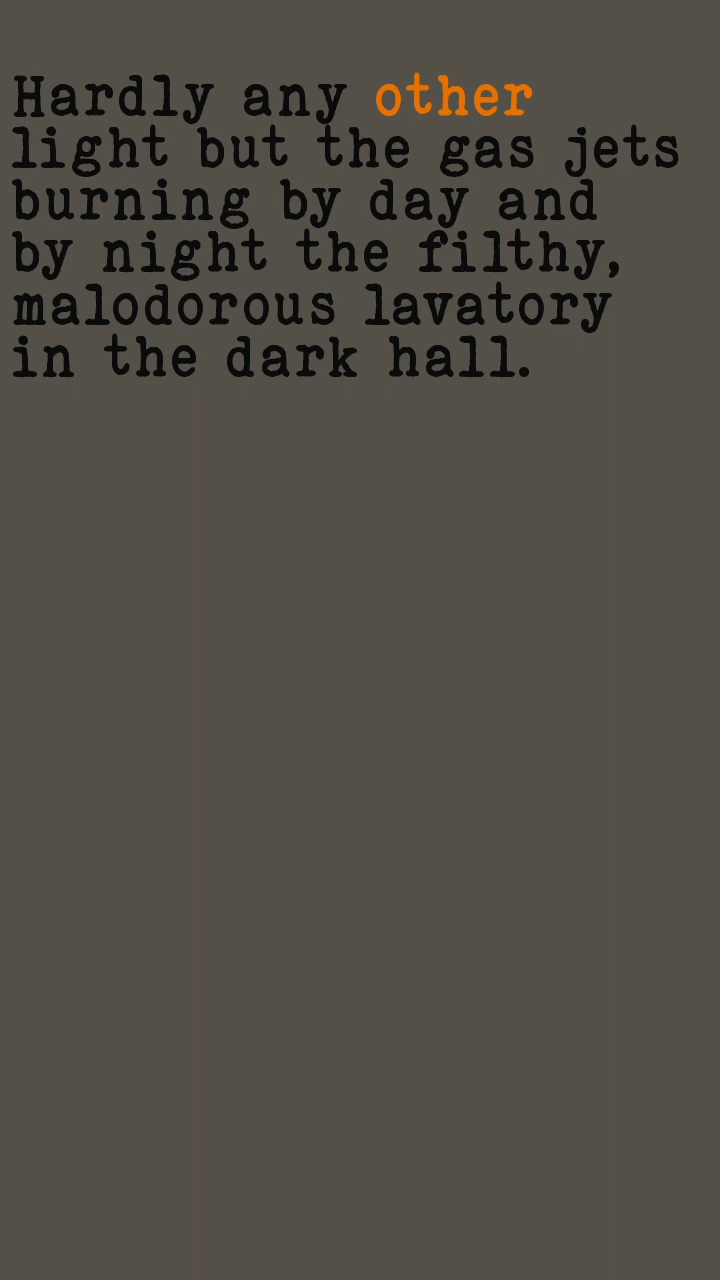 Hardly any other
light but the gas jets
burning by day and
by night the filthy,
malodorous lavatory
in the dark hall.